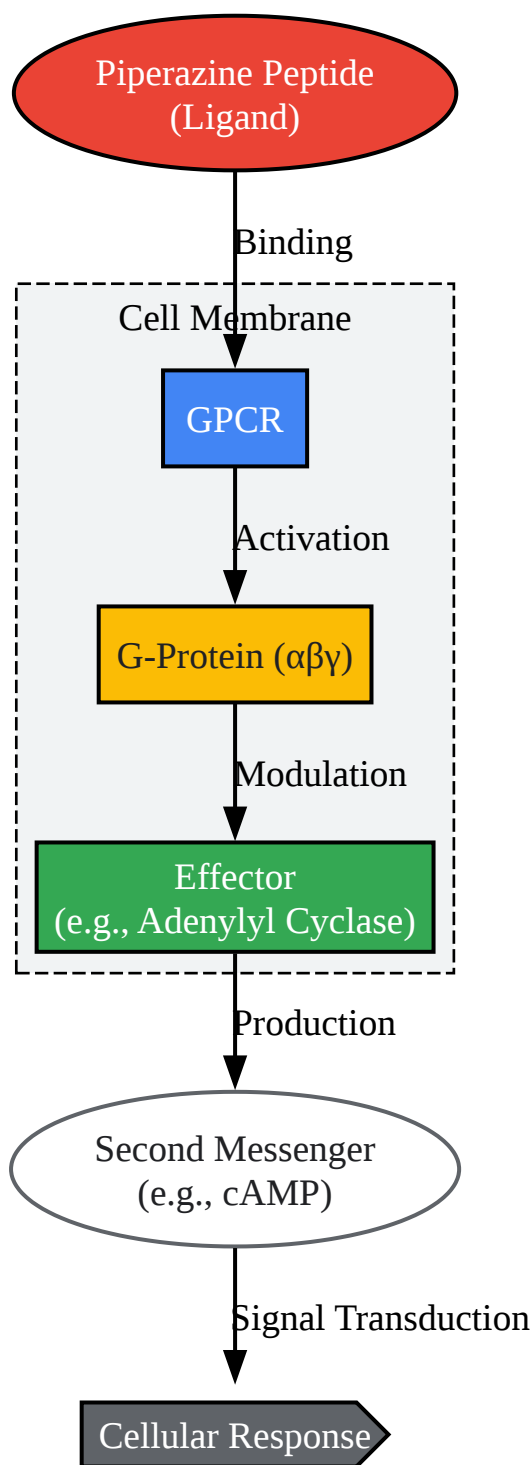 Piperazine Peptide
(Ligand)
Binding
Cell Membrane
GPCR
Activation
G-Protein (αβγ)
Modulation
Effector
(e.g., Adenylyl Cyclase)
Production
Second Messenger
(e.g., cAMP)
Signal Transduction
Cellular Response